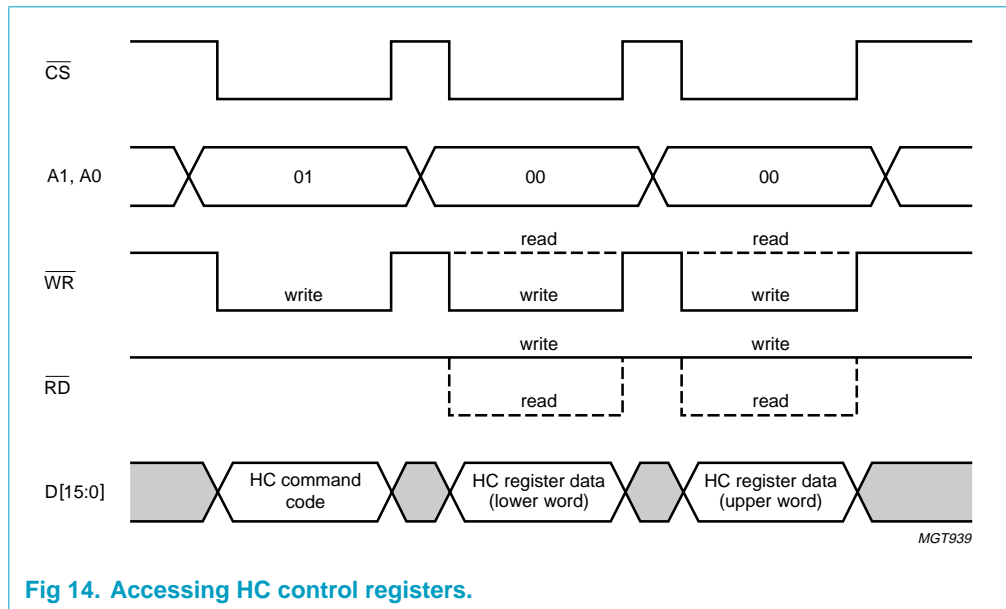 CS
A1, A0
01
00
00
read
read
WR
write
write
write
write
write
RD
read
read
D[15:0]
HC command
code
HC register data
(lower word)
HC register data
(upper word)
MGT939
Fig 14. Accessing HC control registers.